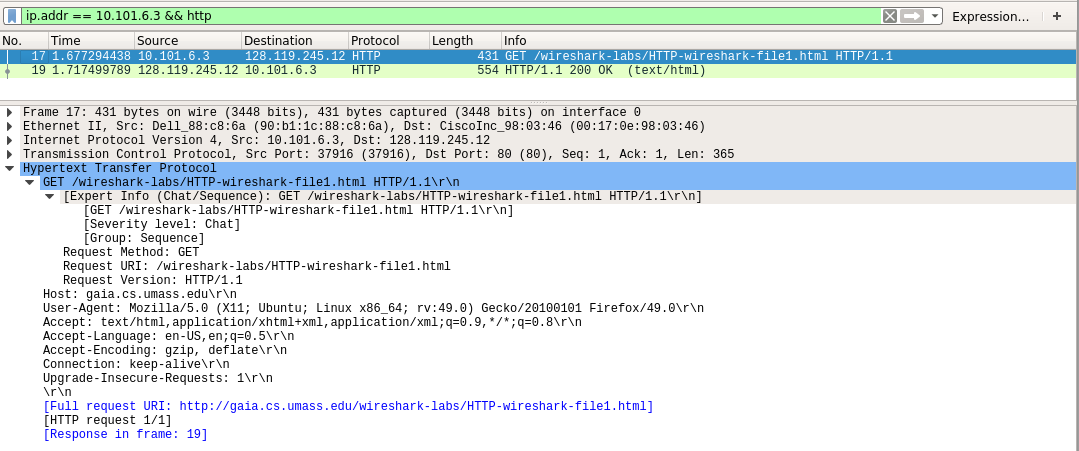 ip.addr == 10.101.6.3 && http Expression… +
No. Time Source Destination Protocol Length Info
17 1.677294438 10.101.6.3 128.119.245.12 HTTP 431 GET /wireshark-labs/HTTP-wireshark-file1.html HTTP/1.1
19 1.717499789 128.119.245.12 10.101.6.3 HTTP 554 HTTP/1.1 200 OK (text/html)
Frame 17: 431 bytes on wire (3448 bits), 431 bytes captured (3448 bits) on interface 0
Ethernet II, Src: Dell_88:c8:6a (90:b1:1c:88:c8:6a), Dst: CiscoInc_98:03:46 (00:17:0e:98:03:46)
Internet Protocol Version 4, Src: 10.101.6.3, Dst: 128.119.245.12
Transmission Control Protocol, Src Port: 37916 (37916), Dst Port: 80 (80), Seq: 1, Ack: 1, Len: 365
Hypertext Transfer Protocol
GET /wireshark-labs/HTTP-wireshark-file1.html HTTP/1.1\r\n
[Expert Info (Chat/Sequence): GET /wireshark-labs/HTTP-wireshark-file1.html HTTP/1.1\r\n]
[GET /wireshark-labs/HTTP-wireshark-file1.html HTTP/1.1\r\n]
[Severity level: Chat]
[Group: Sequence]
Request Method: GET
Request URI: /wireshark-labs/HTTP-wireshark-file1.html
Request Version: HTTP/1.1
Host: gaia.cs.umass.edu\r\n
User-Agent: Mozilla/5.0 (X11; Ubuntu; Linux x86_64; rv:49.0) Gecko/20100101 Firefox/49.0\r\n
Accept: text/html,application/xhtml+xml,application/xml;q=0.9,*/*;q=0.8\r\n
Accept-Language: en-US,en;q=0.5\r\n
Accept-Encoding: gzip, deflate\r\n
Connection: keep-alive\r\n
Upgrade-Insecure-Requests: 1\r\n
\r\n
[Full request URI: http://gaia.cs.umass.edu/wireshark-labs/HTTP-wireshark-file1.html]
[HTTP request 1/1]
[Response in frame: 19]